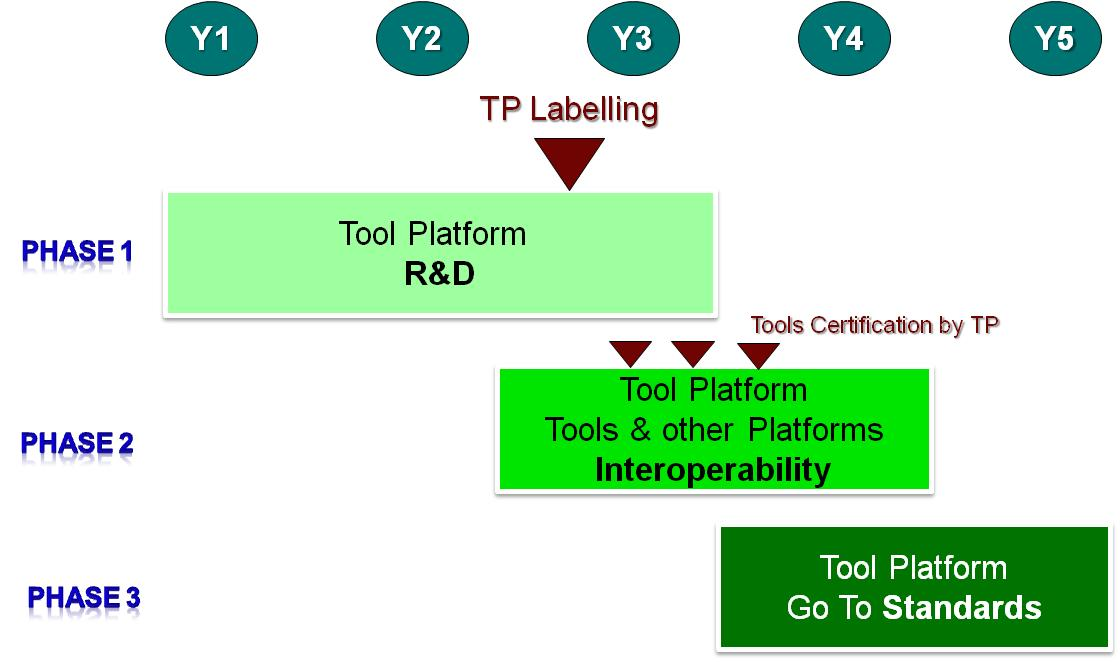 Y1 Y2 Y3 Y4 Y5
TP Labelling
PHASE 1
Tool Platform
R&D
Tools Certification by TP
PHASE 2
Tool Platform
Tools & other Platforms
Interoperability
PHASE 3
Tool Platform
Go To Standards